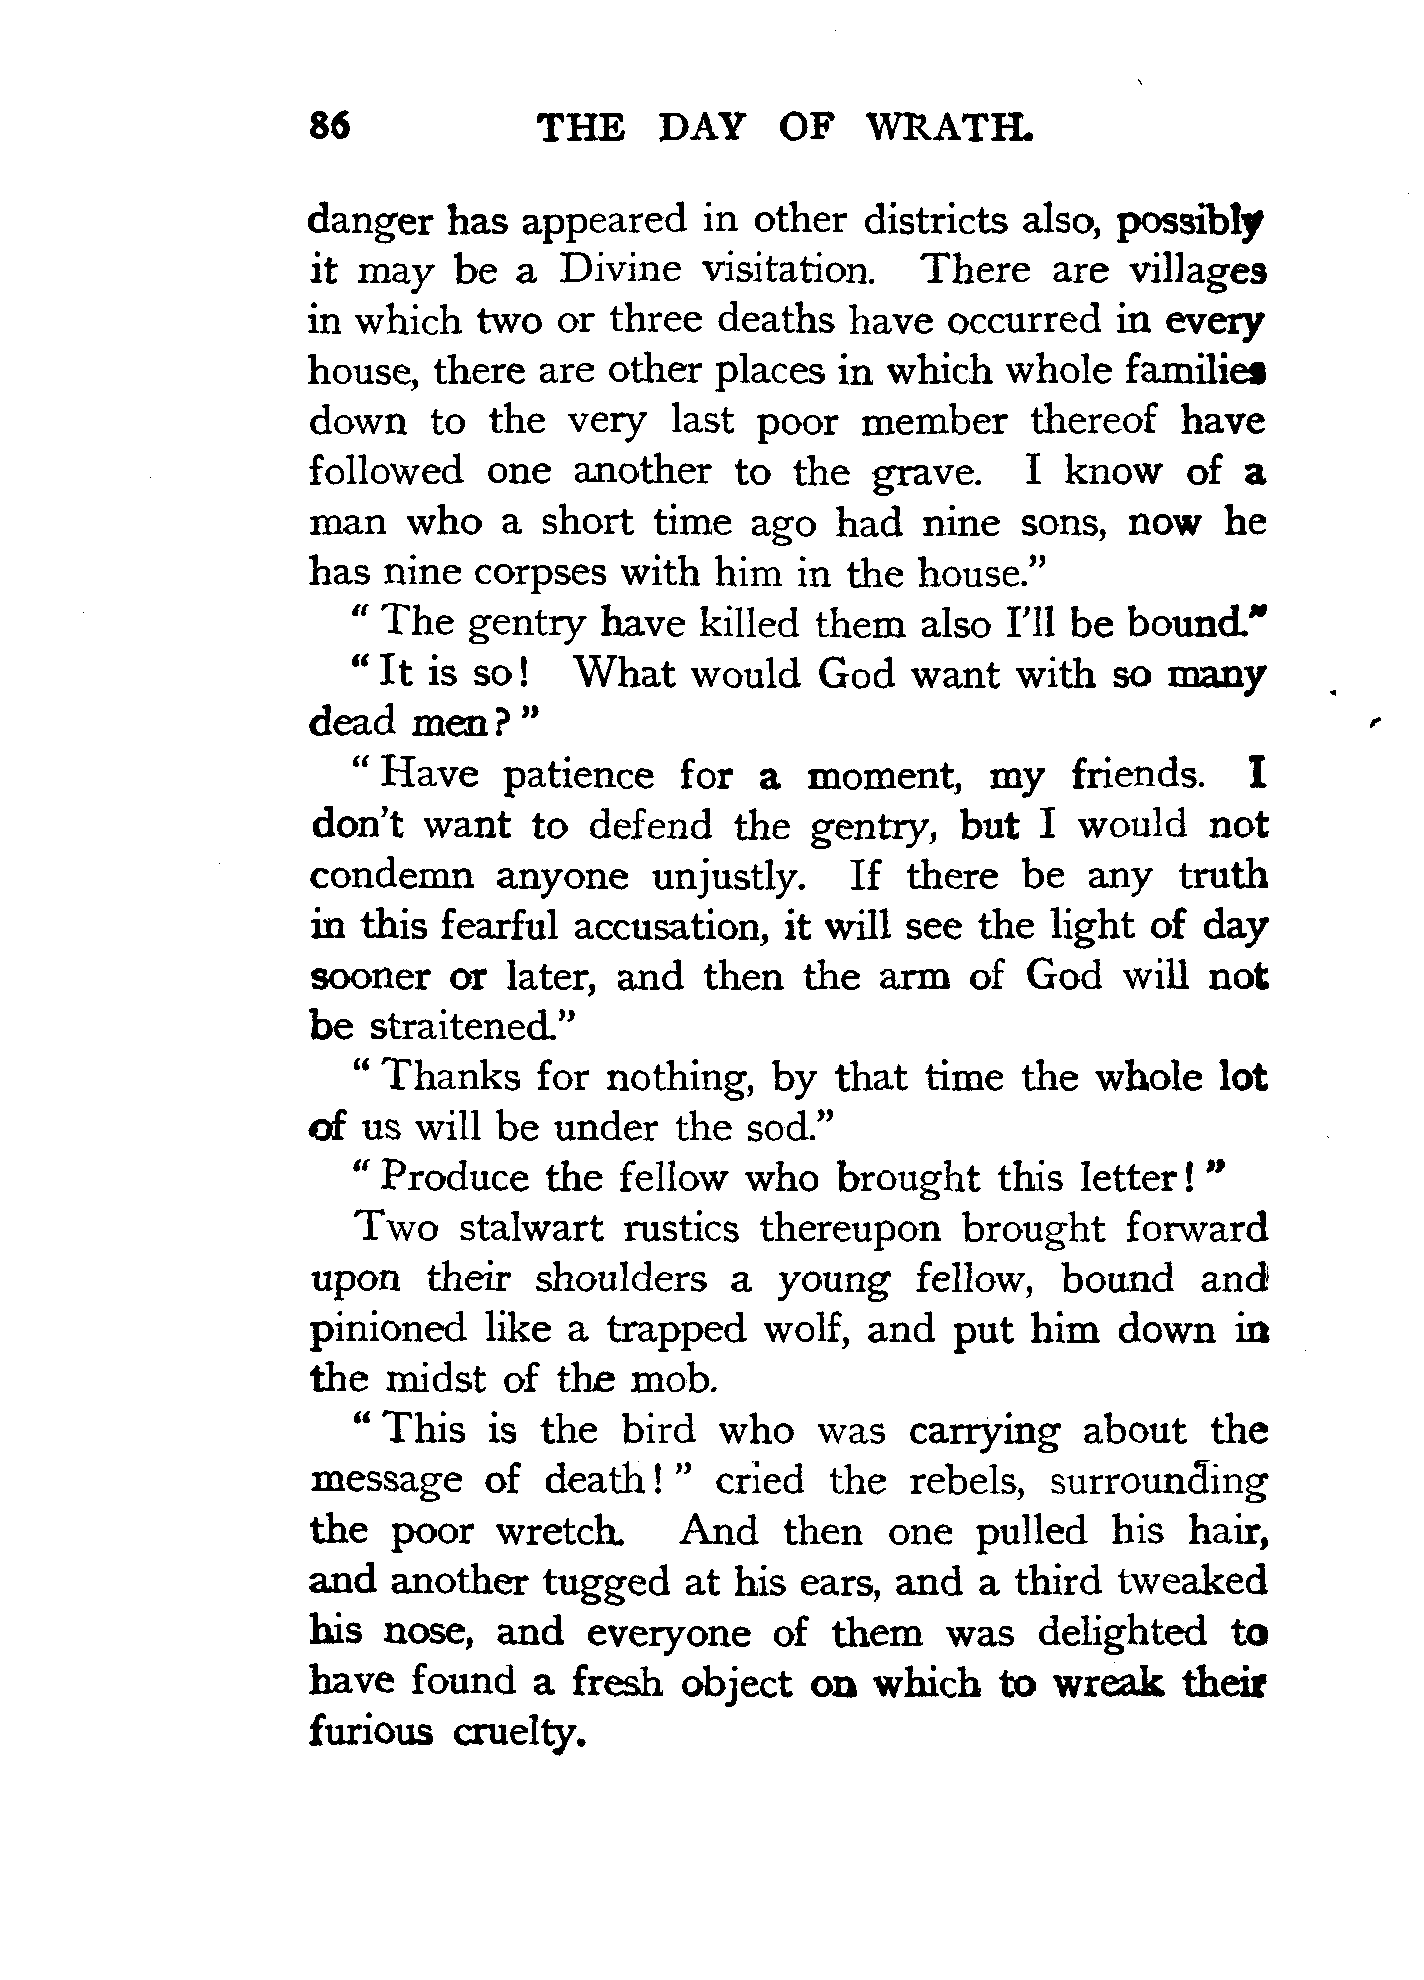 86 THE DAY OF WRATH.
danger has appeared in other districts also, possibly
it may be a Divine visitation. There are villages
in which two or three deaths have occurred in every
house, there are other places in which whole families
down to the very last poor member thereof have
followed one another to the grave. I know of a
man who a short time ago had nine sons, now he
has nine corpses with him in the house."
" The gentry have killed them also I'll be bound."
" It is so! What would God want with so many
dead men? "
" Have patience for a moment, my friends. I
don't want to defend the gentry, but I would not
condemn anyone unjustly. If there be any truth
in this fearful accusation, it will see the light of day
sooner or later, and then the arm of God will not
be straitened."
" Thanks for nothing, by that time the whole lot
of us will be under the sod."
" Produce the fellow who brought this letter! "
Two stalwart rustics thereupon brought forward
upon their shoulders a young fellow, bound and
pinioned like a trapped wolf, and put him down in
the midst of the mob.
" This is the bird who was carrying about the
message of death! " cried the rebels, surrounding
the poor wretch. And then one pulled his hair,
and another tugged at his ears, and a third tweaked
his nose, and everyone of them was delighted to
have found a fresh object on which to wreak their
furious cruelty.